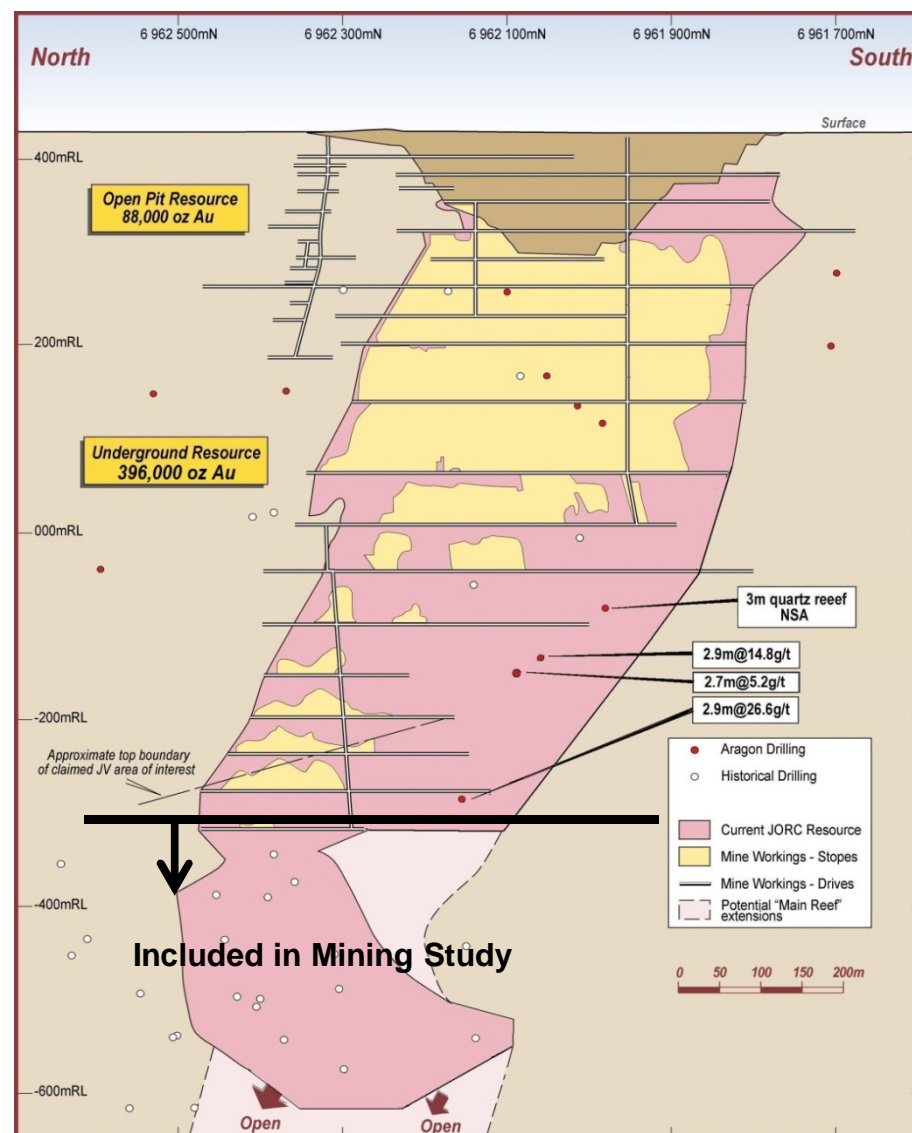 6 962 500mN 6 962 300mN 6 962 100mN 6 961 900mN 6 961 700mN
North South
Surface
400mRL
Open Pit Resource
88,000 oz Au
200mRL
Underground Resource
396,000 oz Au
000mRL
3m quartz reeef
NSA
2.9m@14.8g/t
2.7m@5.2g/t
2.9m@26.6g/t
-200mRL
Approximate top boundary
of claimed JV area of interest
Aragon Drilling
Historical Drilling
Current JORC Resource
Mine Workings - Stopes
Mine Workings - Drives
Potential "Main Reef"
extensions
-400mRL
Included in Mining Study
0 50 100 150 200m
-600mRL
Open Open